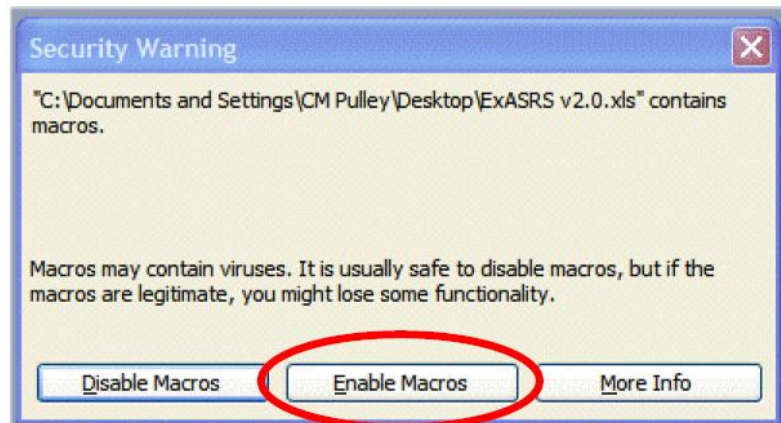 Security Warning
"C:\Documents and Settings\CM Pulley\Desktop\ExASRS v2.0.xls" contains
macros.
Macros may contain viruses. It is usually safe to disable macros, but if the
macros are legitimate, you might lose some functionality.
Disable Macros Enable Macros More Info